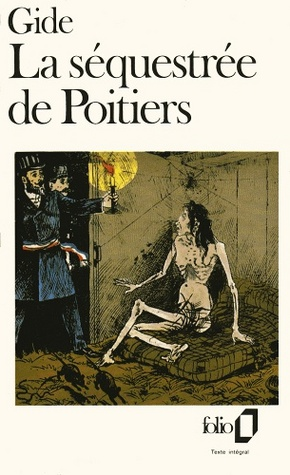 Gide
La séquestrée
de Poitiers
folio
Texte intégral